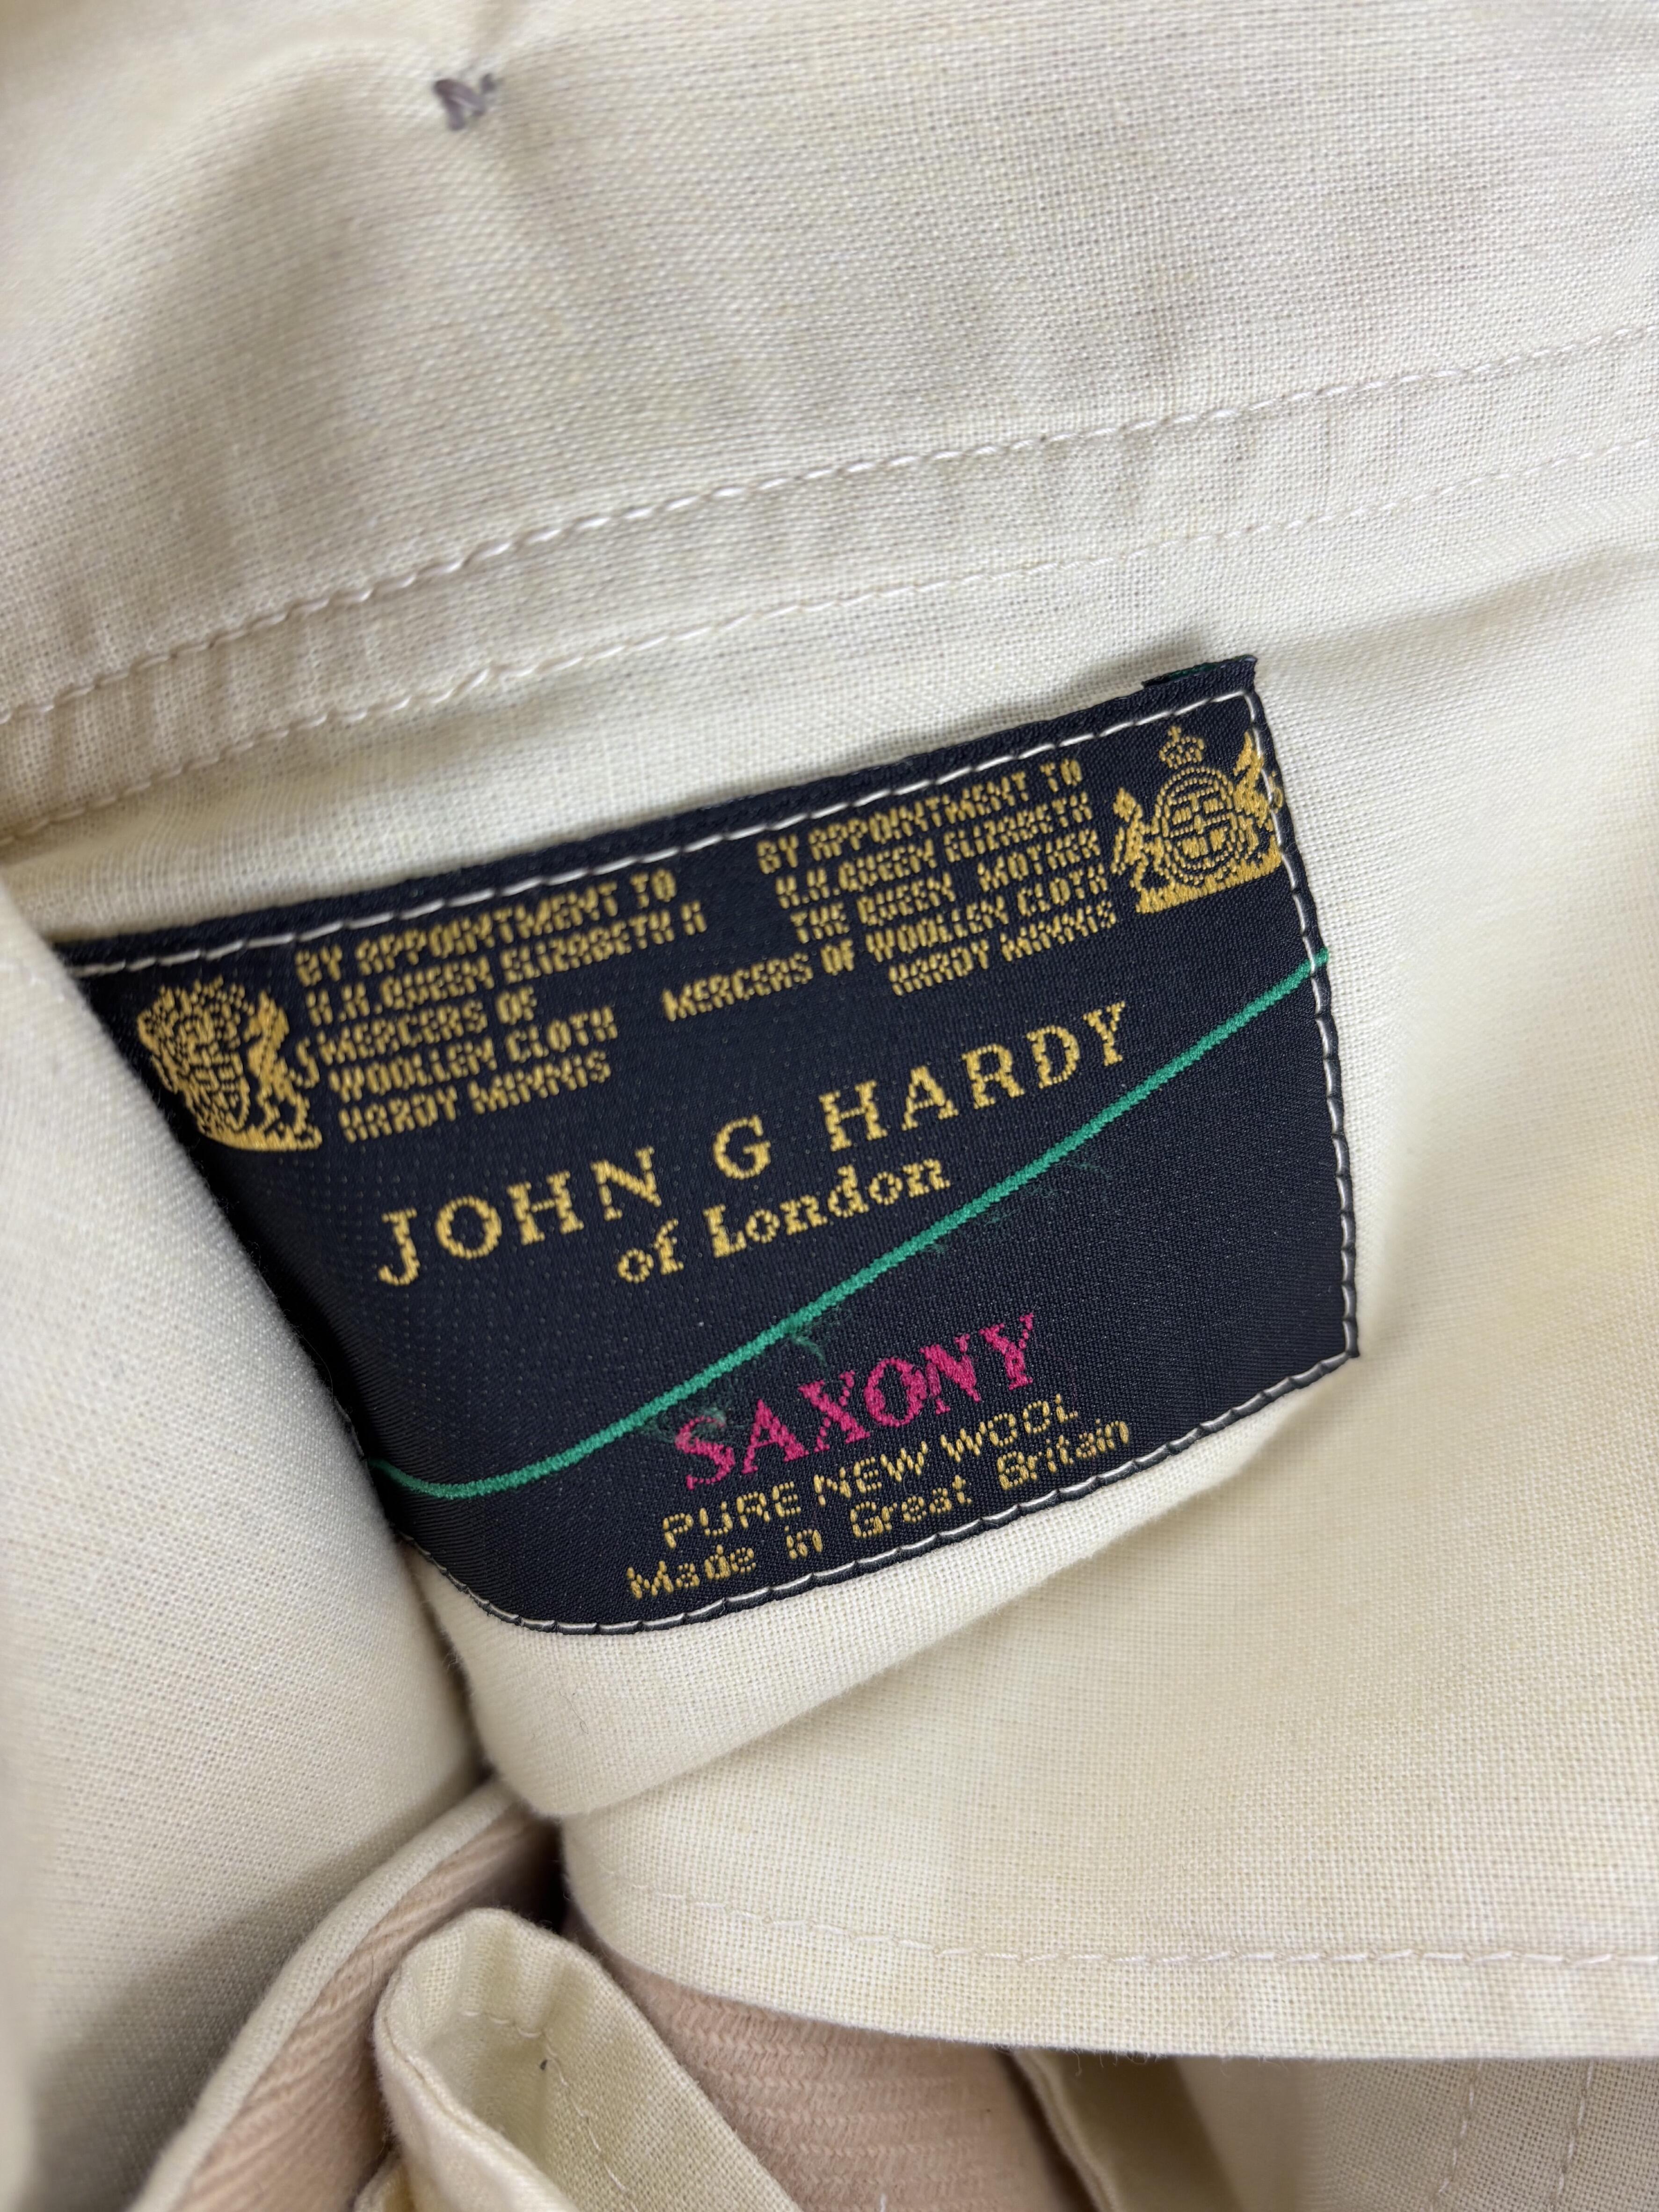 BY APPOINTMENT TO
H.M.QUEEN ELIZABETH II
MERCERS OF
WOOLLEN CLOTH
HARDY MINNIS
BY APPOINTMENT TO
H.M.QUEEN ELIZABETH
THE QUEEN MOTHER
MERCERS OF WOOLLEN CLOTH
HARDY MINNIS
JOHN G HARDY
of London
SAXONY
PURE NEW WOOL
Made in Great Britain